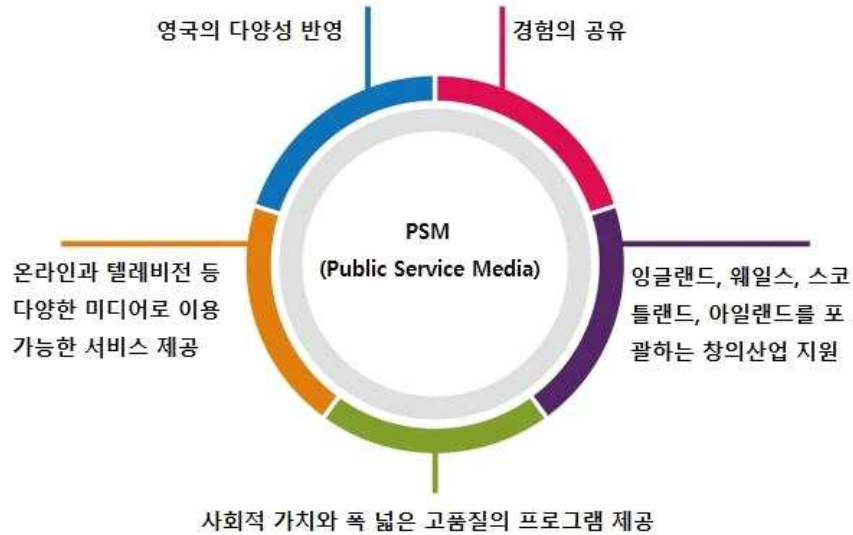 영국의 다양성 반영
경험의 공유
PSM
(Public Service Media)
온라인과 텔레비전 등
다양한 미디어로 이용
가능한 서비스 제공
잉글랜드, 웨일스, 스코
틀랜드, 아일랜드를 포
괄하는 창의산업 지원
사회적 가치와 폭 넓은 고품질의 프로그램 제공